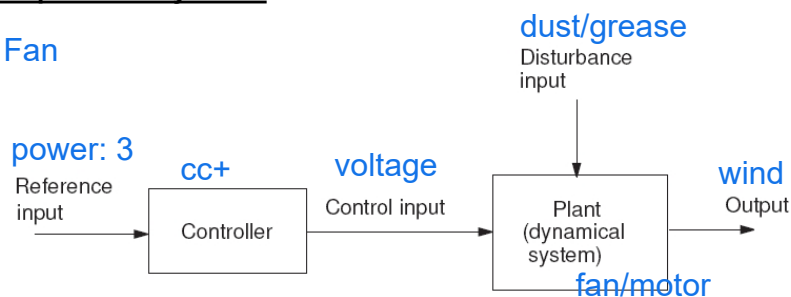 dust/grease
Fan
Disturbance
input
power: 3
cc+
voltage
wind
Reference
input
Control input
Output
Controller
Plant
(dynamical
system)
fan/motor